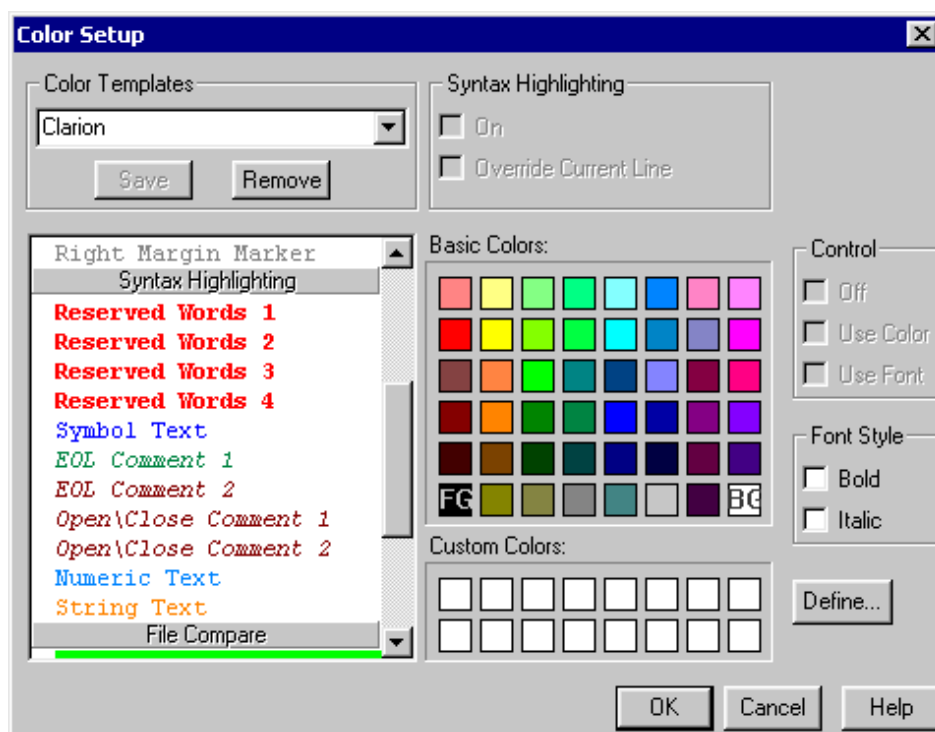 Color Setup
Color Templates
Clarion
Save
Remove
Syntax Highlighting
On
Override Current Line
Right Margin Marker
Syntax Highlighting
Reserved Words 1
Reserved Words 2
Reserved Words 3
Reserved Words 4
Symbol Text
EOL Comment 1
EOL Comment 2
Open\Close Comment 1
Open\Close Comment 2
Numeric Text
String Text
File Compare
Basic Colors:
FG
BG
Custom Colors:
Control
Off
Use Color
Use Font
Font Style
Bold
Italic
Define...
OK
Cancel
Help